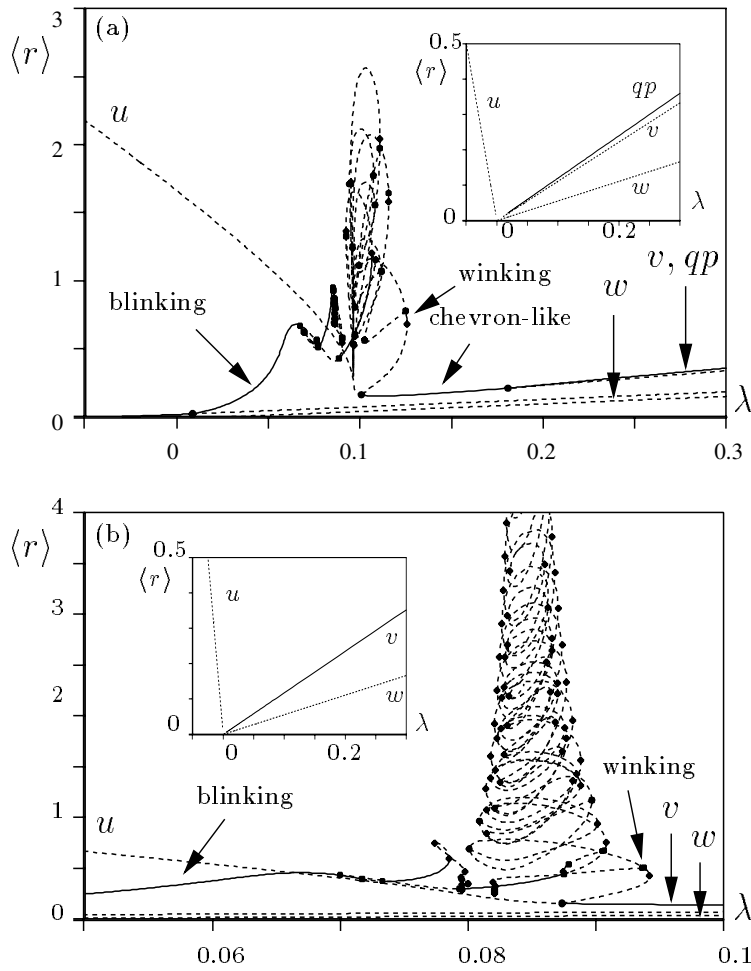 (a)
3
2
1
0
⟨r⟩
u
blinking
winking
chevron-like
v, qp
w
λ
0
0.1
0.2
0.3
0.5
⟨r⟩
u
qp
v
w
0
0
0.2
λ
(b)
4
3
2
1
0
⟨r⟩
u
blinking
winking
v
w
λ
0.06
0.08
0.1
0.5
⟨r⟩
u
v
w
0
0
0.2
λ